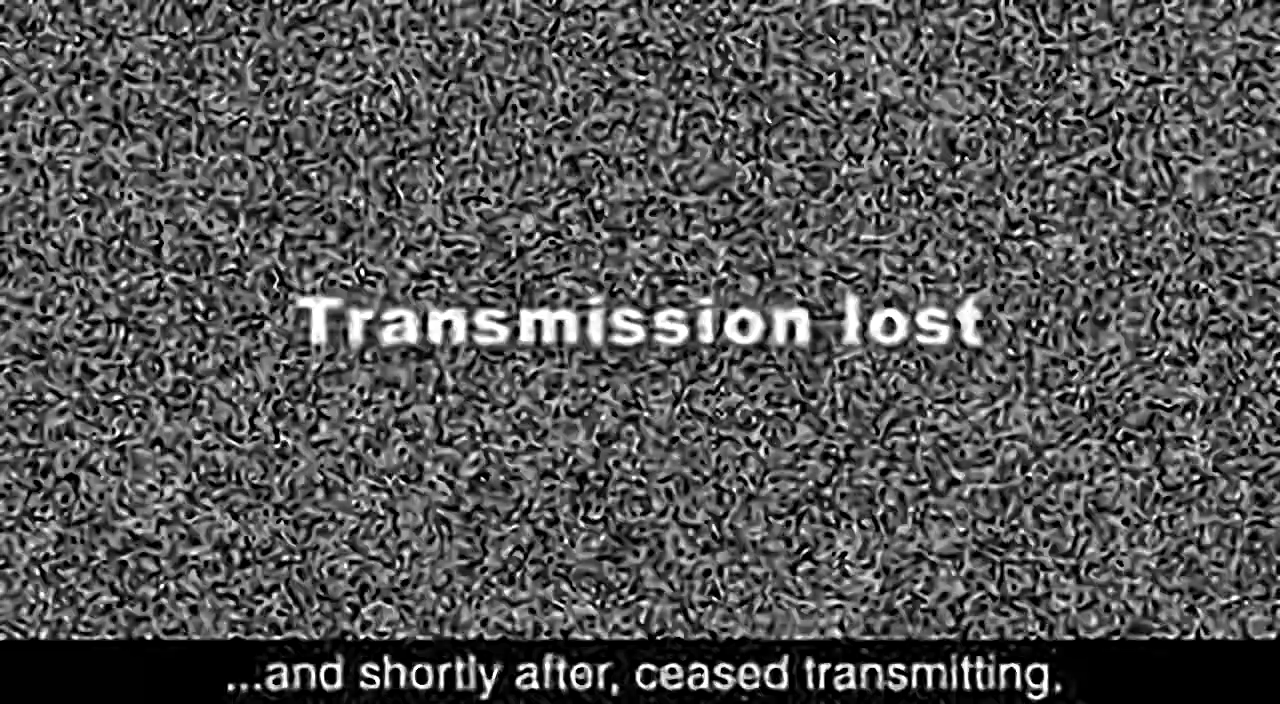 Transmission lost
...and shortly after, ceased transmitting.